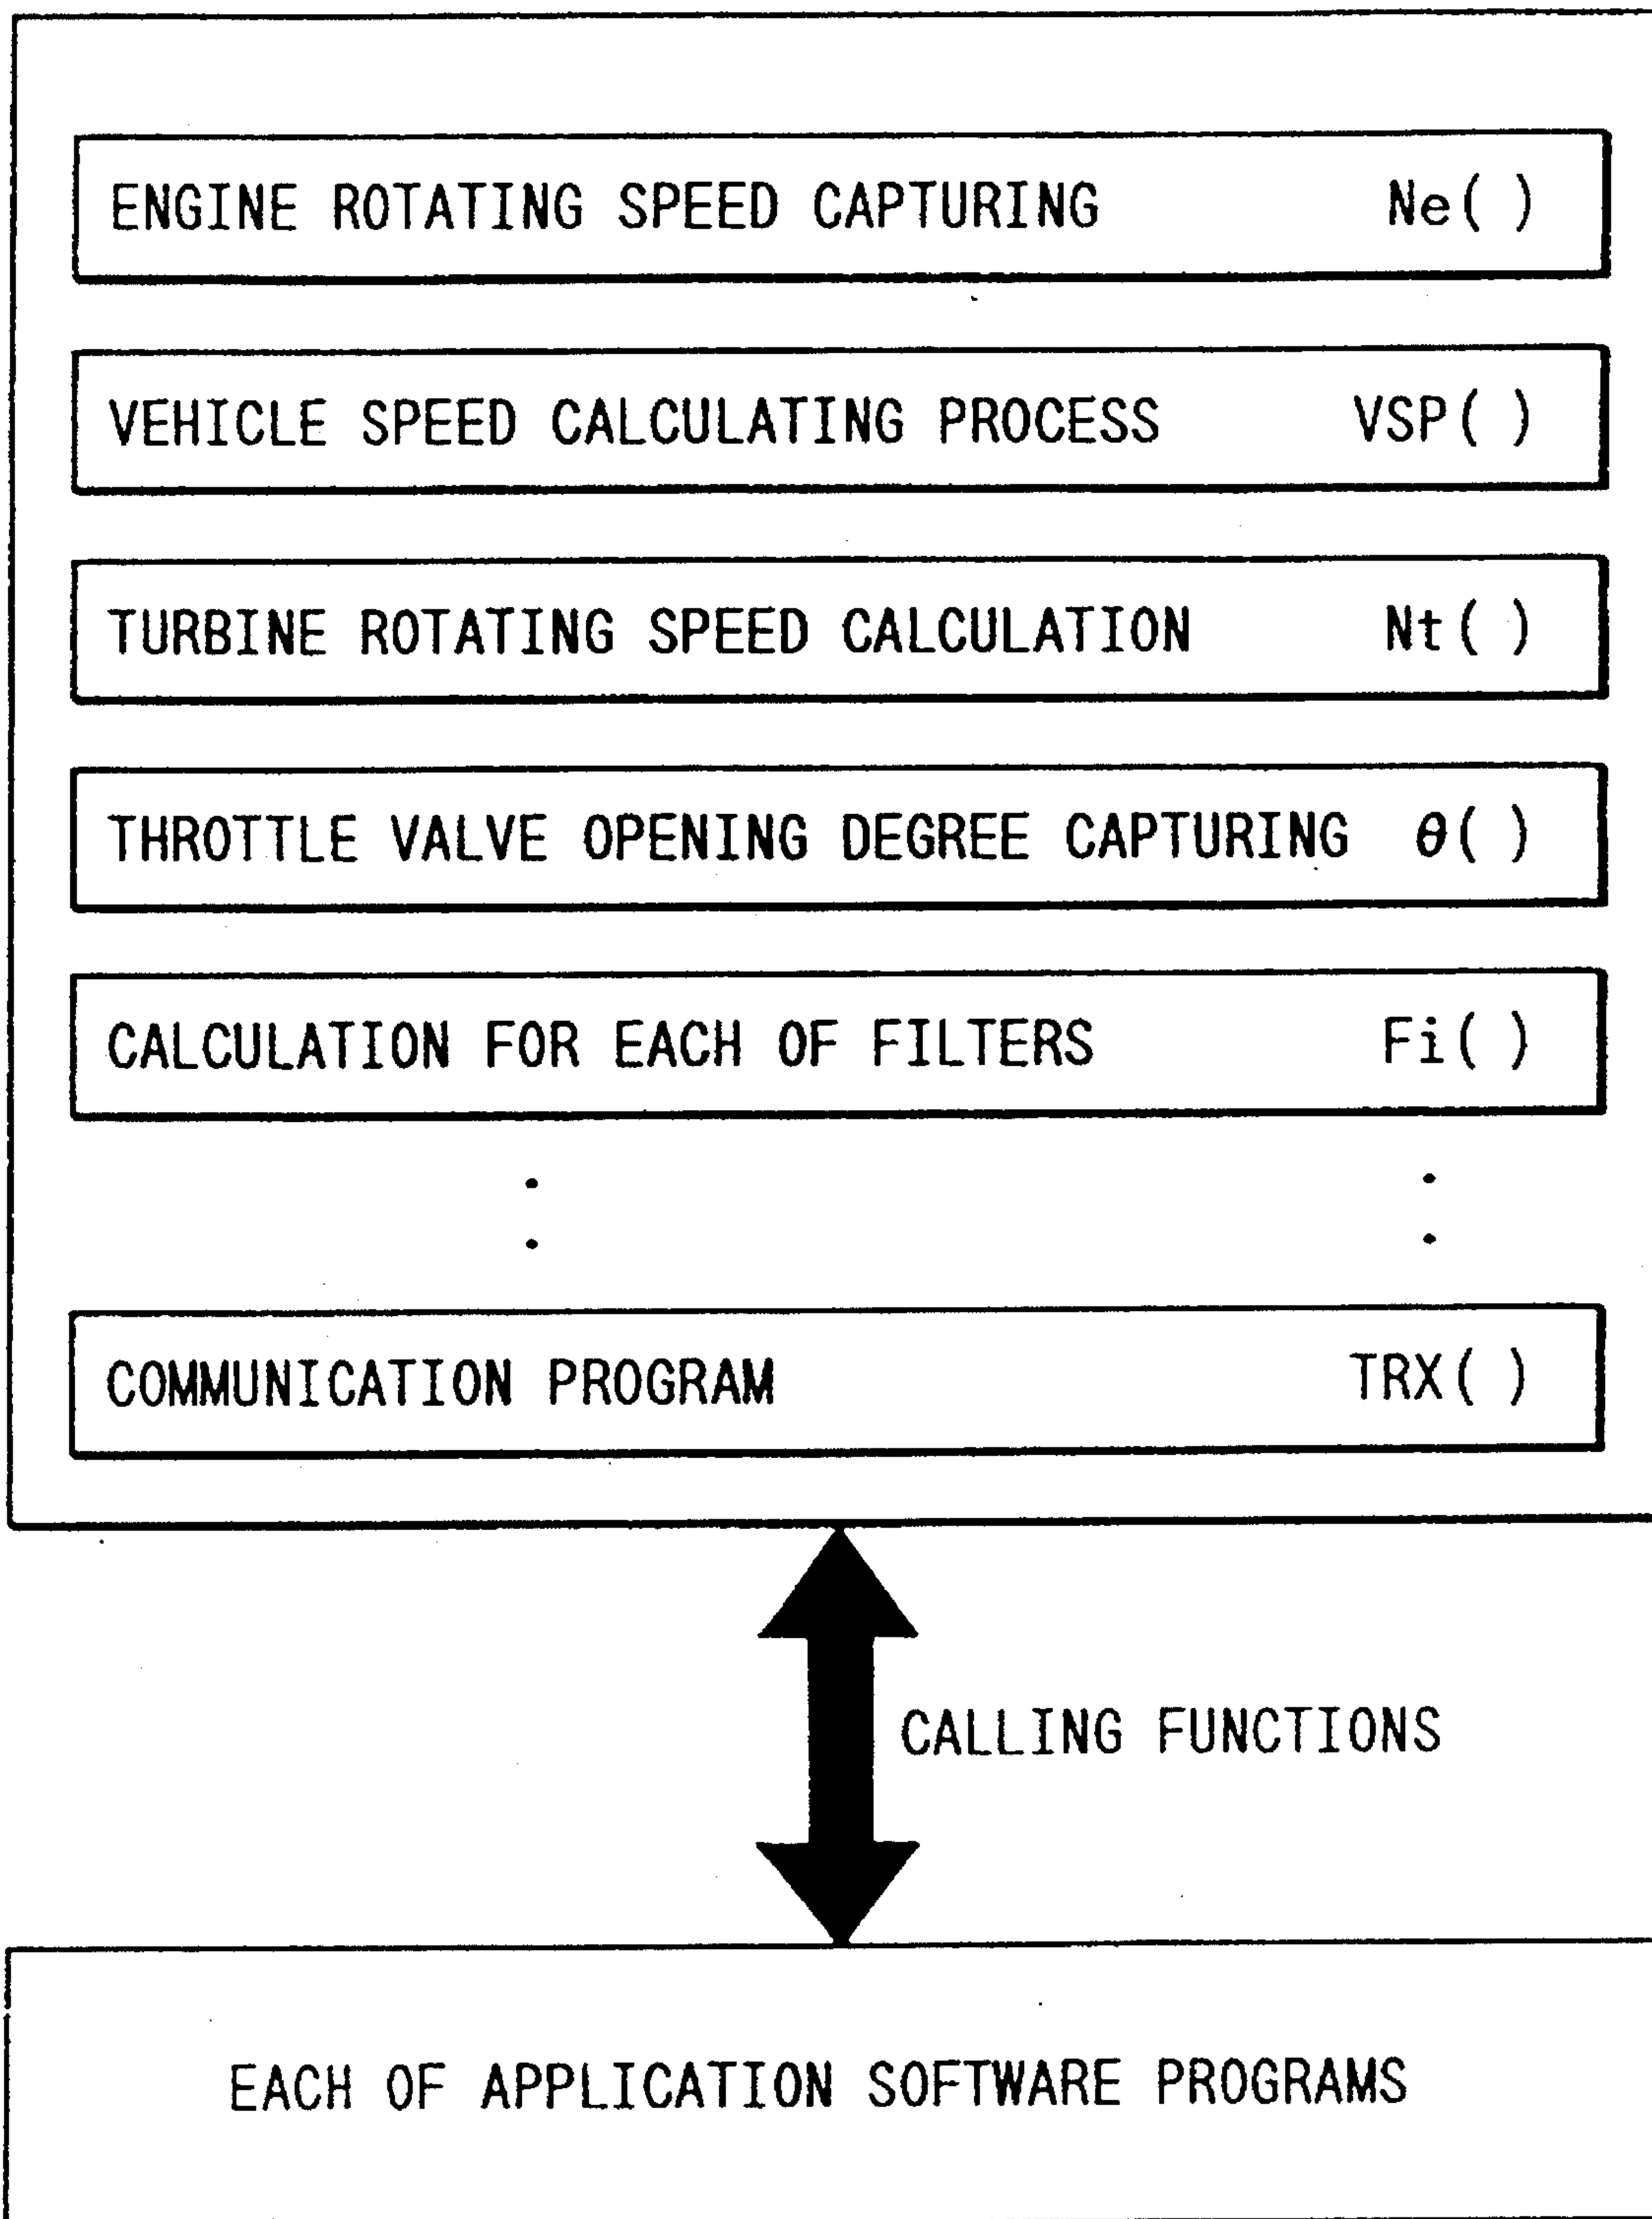 ENGINE ROTATING SPEED CAPTURING Ne( )
VEHICLE SPEED CALCULATING PROCESS VSP( )
TURBINE ROTATING SPEED CALCULATION Nt( )
THROTTLE VALVE OPENING DEGREE CAPTURING θ( )
CALCULATION FOR EACH OF FILTERS Fi( )
COMMUNICATION PROGRAM TRX( )
CALLING FUNCTIONS
EACH OF APPLICATION SOFTWARE PROGRAMS